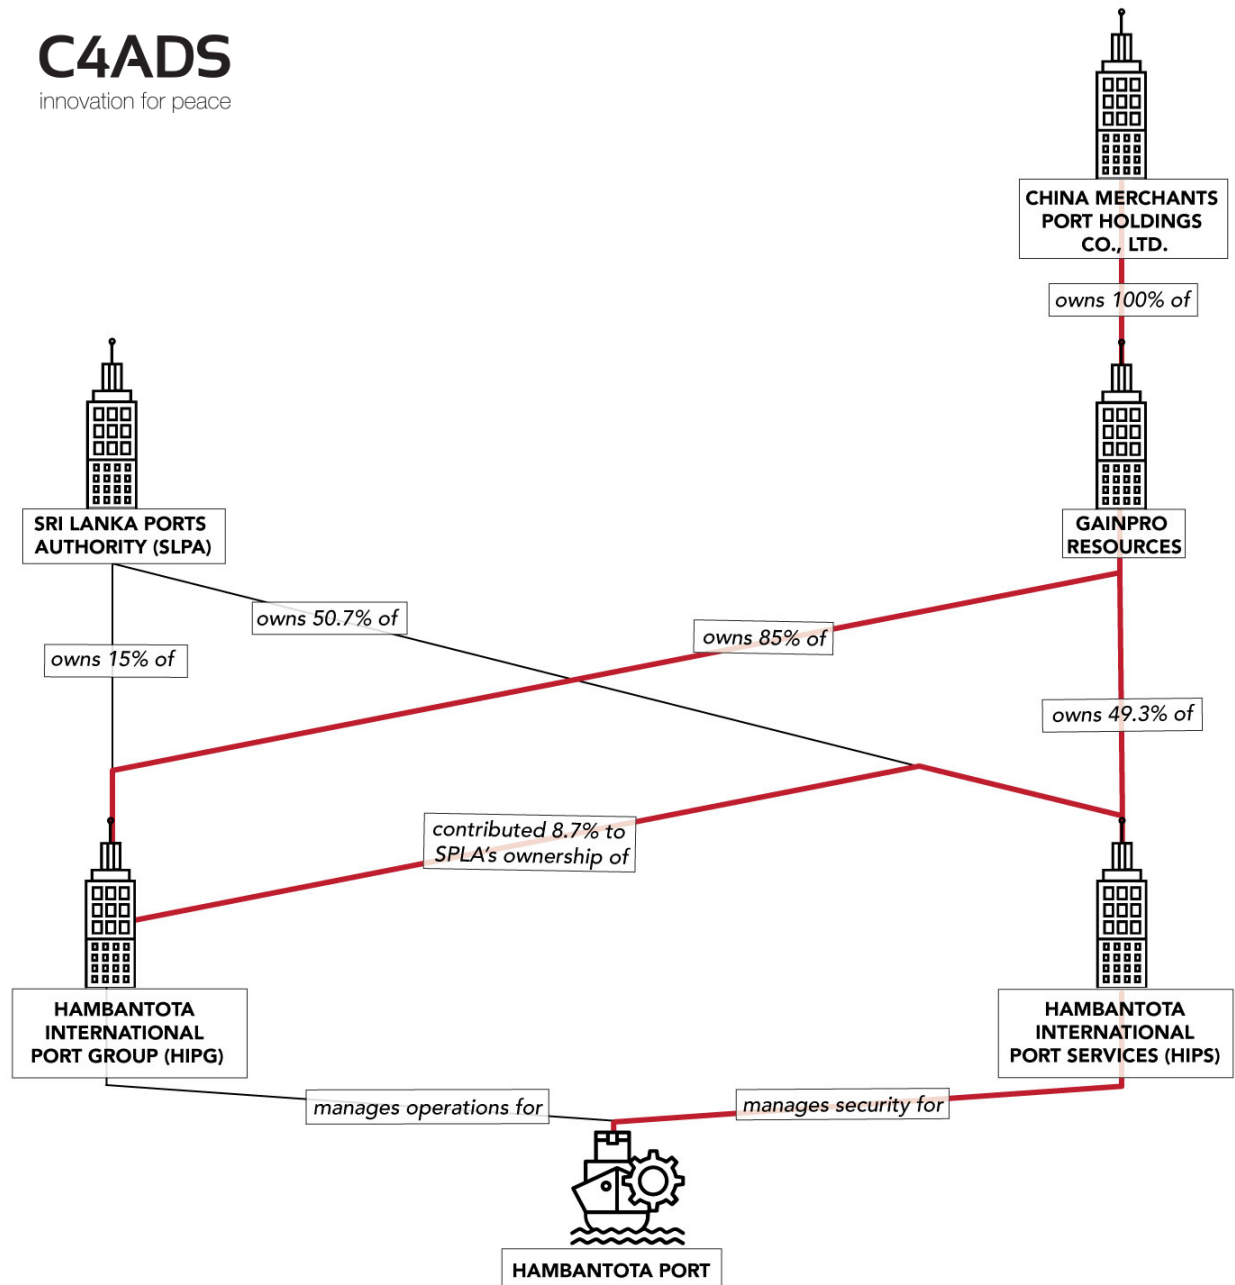 C4ADS
innovation for peace
CHINA MERCHANTS
PORT HOLDINGS
CO., LTD.
owns 100% of
SRI LANKA PORTS
AUTHORITY (SLPA)
GAINPRO
RESOURCES
owns 50.7% of
owns 85% of
owns 15% of
owns 49.3% of
contributed 8.7% to
SPLA's ownership of
HAMBANTOTA
INTERNATIONAL
PORT GROUP (HIPG)
HAMBANTOTA
INTERNATIONAL
PORT SERVICES (HIPS)
manages operations for
manages security for
HAMBANTOTA PORT